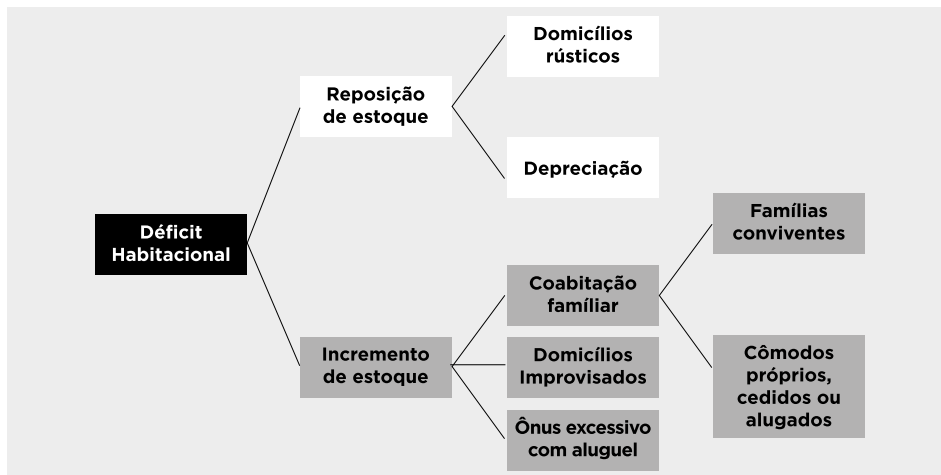 Déficit
Habitacional
Reposição
de estoque
Domicílios
rústicos
Depreciação
Incremento
de estoque
Coabitação
famíliar
Domicílios
Improvisados
Ônus excessivo
com aluguel
Famílias
conviventes
Cômodos
próprios,
cedidos ou
alugados